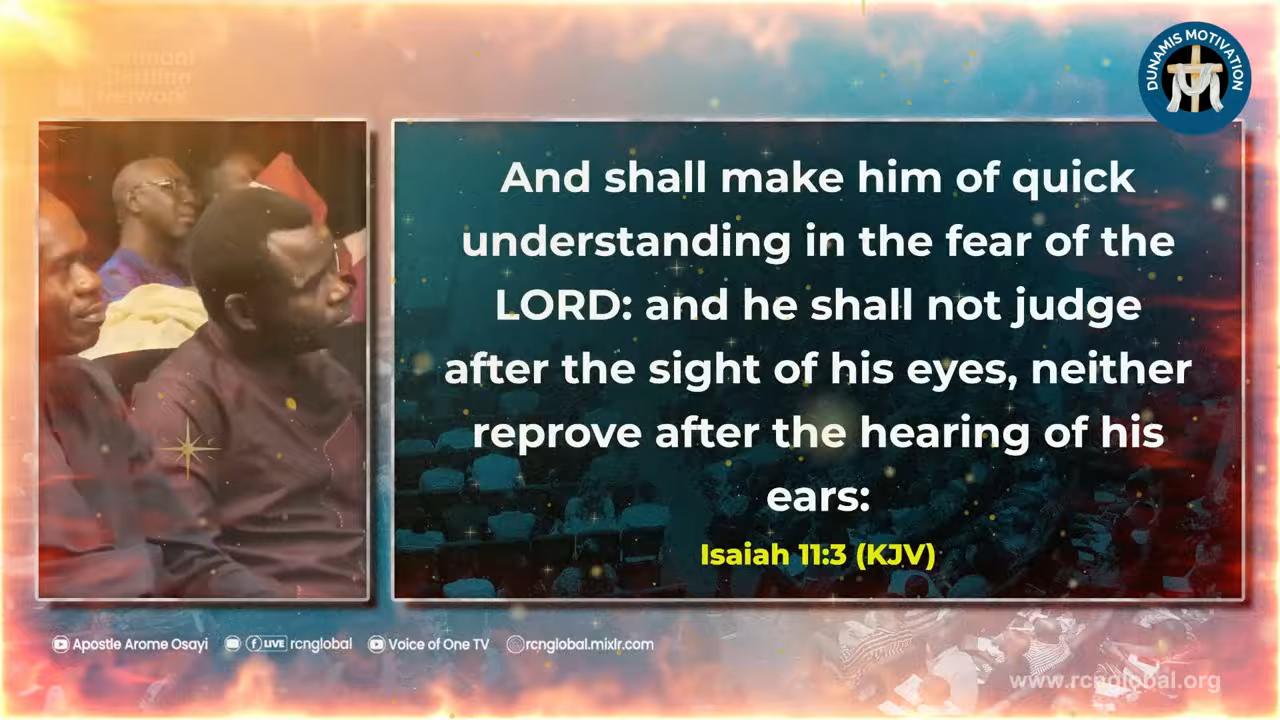 DUNAMIS MOTIVATION
And shall make him of quick
understanding in the fear of the
LORD: and he shall not judge
after the sight of his eyes, neither
reprove after the hearing of his
ears:
Isaiah 11:3 (KJV)
Apostle Arome Osayi f LIVE rcnglobal Voice of One TV rcnglobal.mixlr.com
www.rcnglobal.org